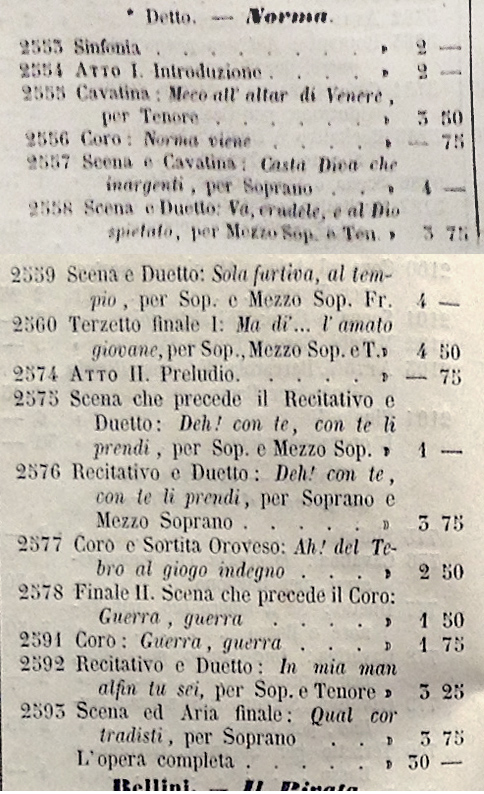 * Detto. — Norma.
2553 Sinfonia . . . . . . . . » 2 —
2554 Atto I. Introduzione . . . . . » 2 —
2555 Cavatina: Meco all' altar di Venere,
per Tenore . . . . . . . » 3 50
2556 Coro: Norma viene . . . . . » — 75
2557 Scena e Cavatina: Casta Diva che
inargenti, per Soprano . . . » 4 —
2558 Scena e Duetto: Va, crudele, e al Dio
spietato, per Mezzo Sop. e Ten. » 3 75
2559 Scena e Duetto: Sola furtiva, al tem-
pio, per Sop. e Mezzo Sop. Fr. 4 —
2560 Terzetto finale I: Ma di'... l' amato
giovane, per Sop., Mezzo Sop. e T. » 4 50
2574 Atto II. Preludio. . . . . . » — 75
2575 Scena che precede il Recitativo e
Duetto: Deh! con te, con te li
prendi, per Sop. e Mezzo Sop. » 1 —
2576 Recitativo e Duetto: Deh! con te,
con te li prendi, per Soprano e
Mezzo Soprano . . . . . . » 3 75
2577 Coro e Sortita Oroveso: Ah! del Te-
bro al giogo indegno . . . . » 2 50
2578 Finale II. Scena che precede il Coro:
Guerra, guerra . . . . . » 1 50
2591 Coro: Guerra, guerra . . . . » 1 75
2592 Recitativo e Duetto: In mia man
alfin tu sei, per Sop. e Tenore » 3 25
2593 Scena ed Aria finale: Qual cor
tradisti, per Soprano . . . » 3 75
L'opera completa . . . . . » 30 —
Bellini. — Il Pirata